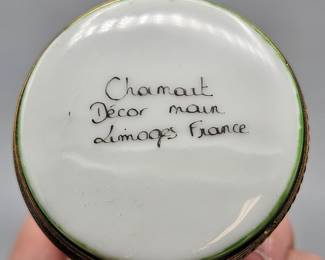 Chamart
Décor main
Limoges France